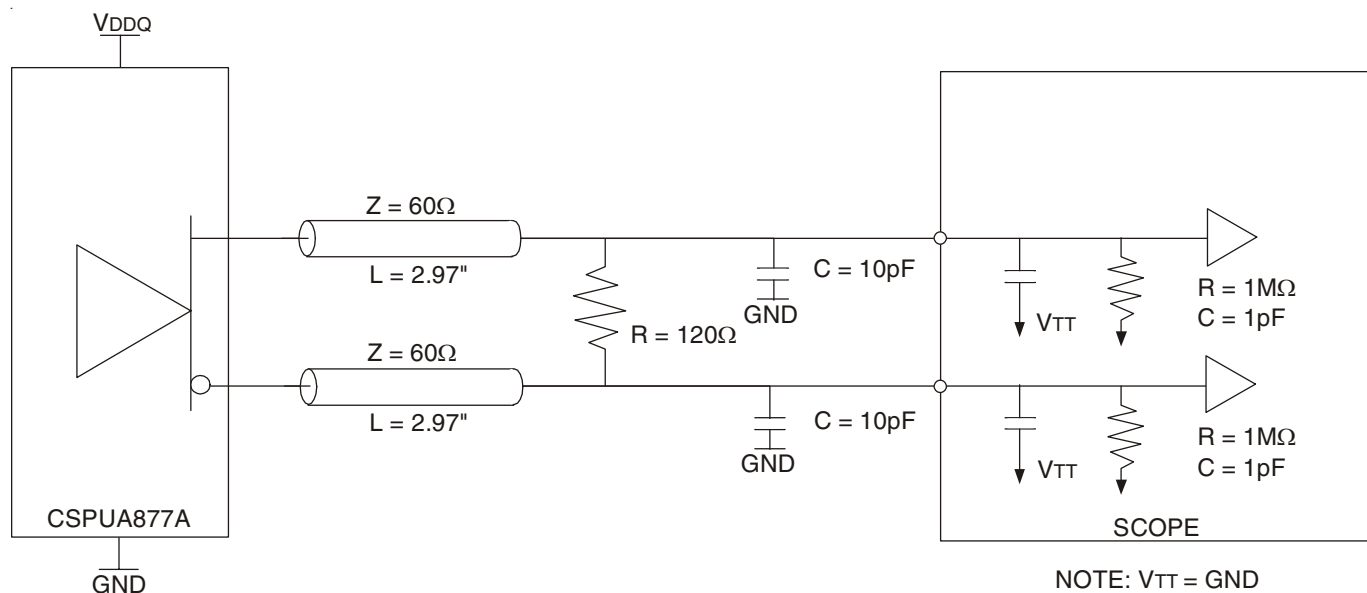 VDDQ
Z = 60Ω
L = 2.97"
C = 10pF
GND
R = 120Ω
Z = 60Ω
L = 2.97"
C = 10pF
GND
VTT
R = 1MΩ
C = 1pF
VTT
R = 1MΩ
C = 1pF
CSPUA877A
GND
SCOPE
NOTE: VTT = GND